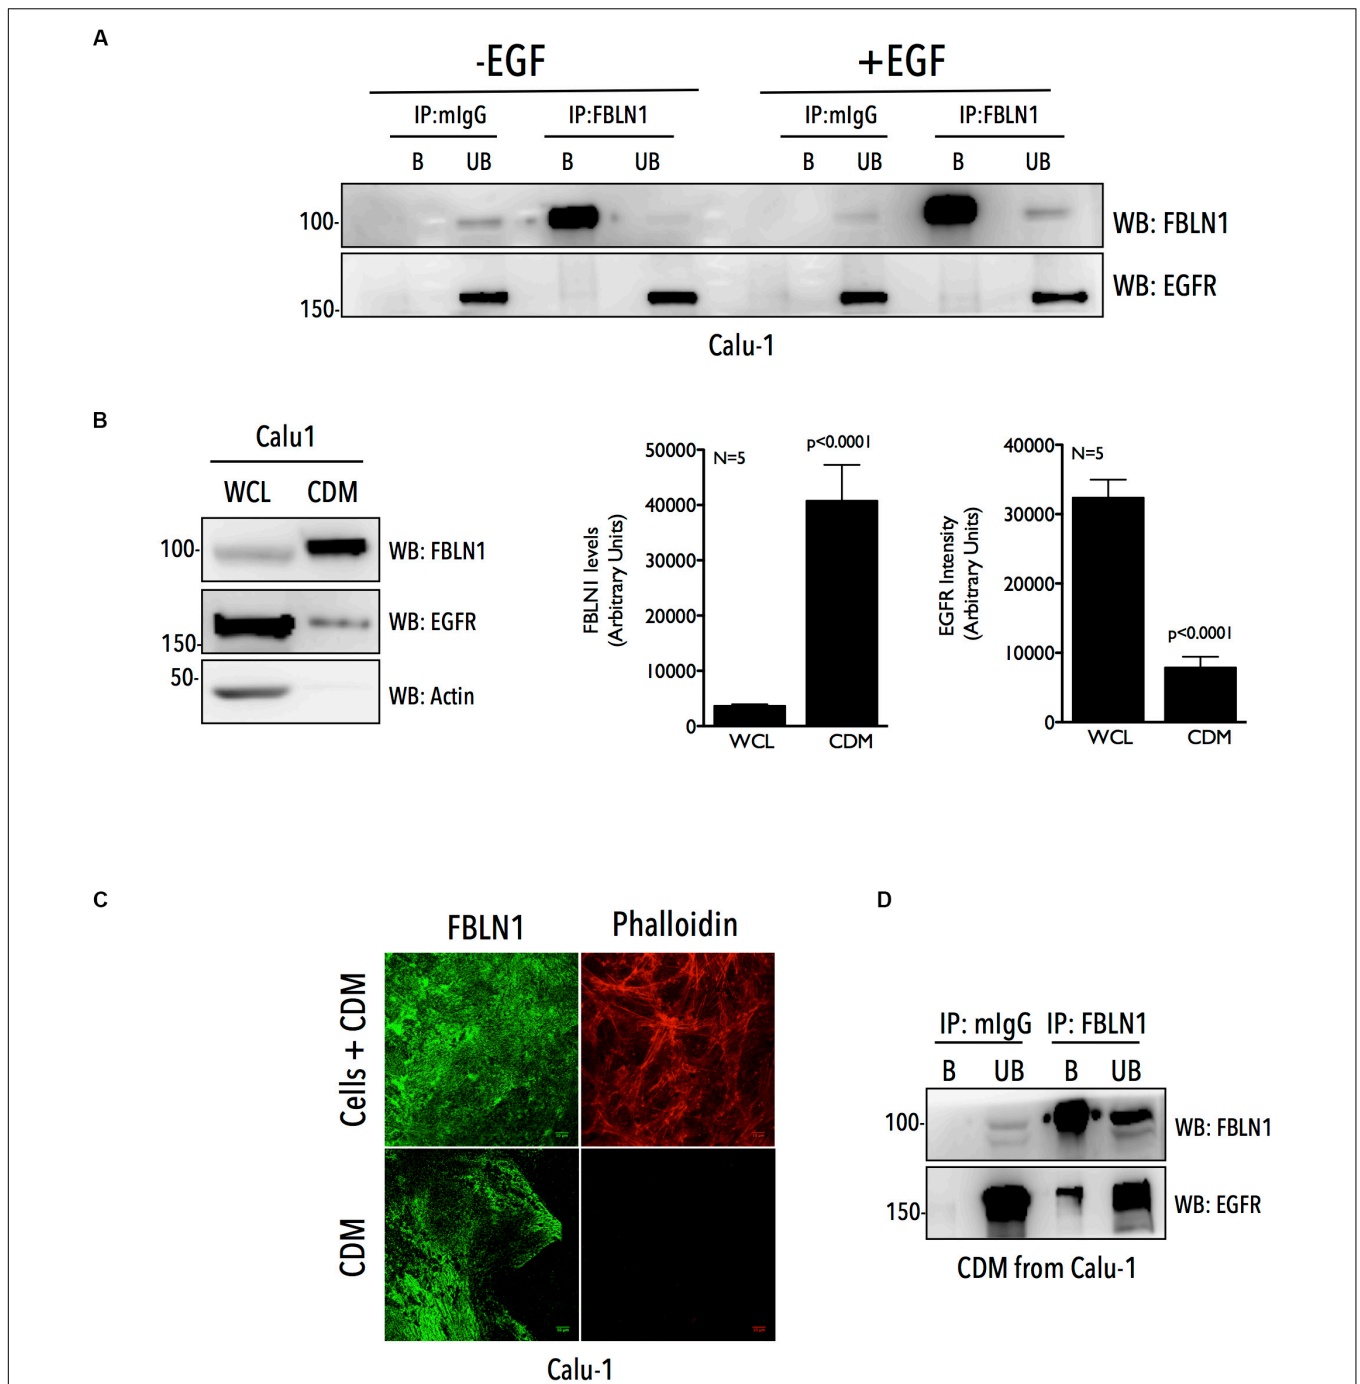 A
-EGF +EGF
IP:mIgG IP:FBLN1 IP:mIgG IP:FBLN1
B UB B UB B UB B UB
100- WB: FBLN1
150- WB: EGFR
Calu-1
B
Calu1
WCL CDM
100- WB: FBLN1
150- WB: EGFR
50- WB: Actin
FBLN1 levels
(Arbitrary Units)
50000
40000
30000
20000
10000
0
N=5
p<0.0001
WCL CDM
EGFR Intensity
(Arbitrary Units)
40000
30000
20000
10000
0
N=5
p<0.0001
WCL CDM
C
FBLN1 Phalloidin
Cells + CDM
CDM
Calu-1
D
IP: mIgG IP: FBLN1
B UB B UB
100- WB: FBLN1
150- WB: EGFR
CDM from Calu-1